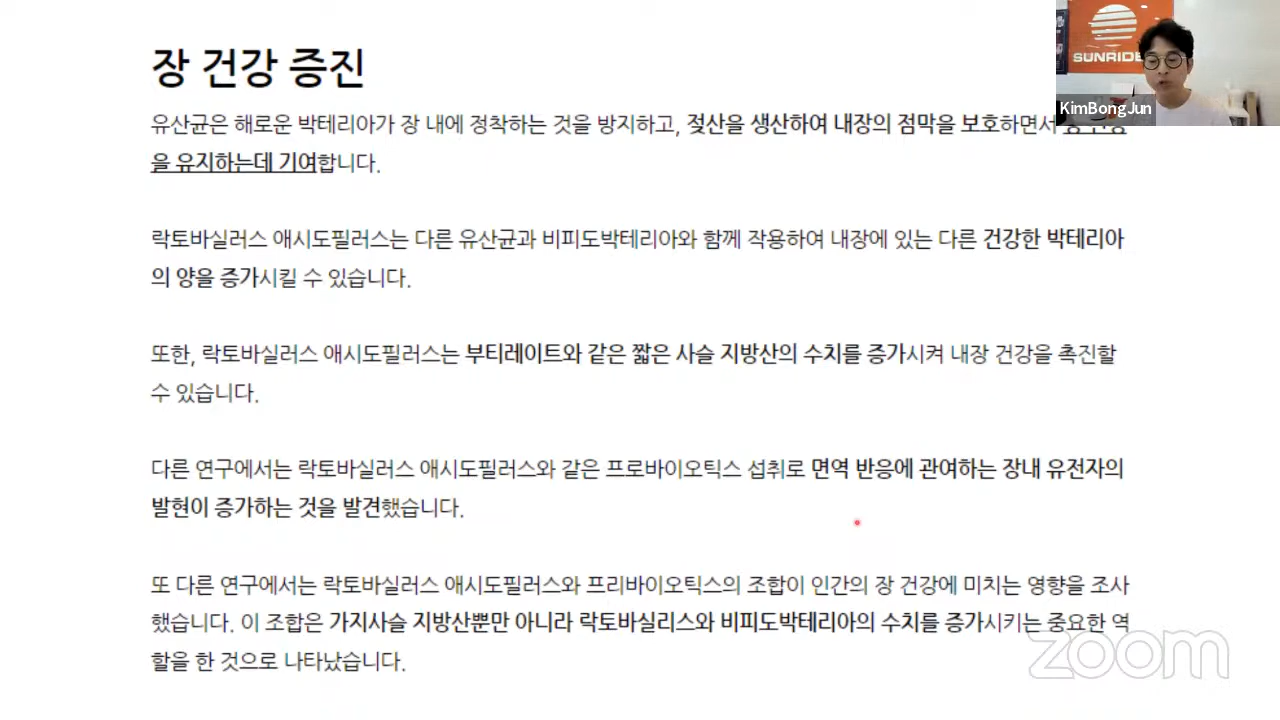 장 건강 증진
유산균은 해로운 박테리아가 장 내에 정착하는 것을 방지하고, 젖산을 생산하여 내장의 점막을 보호하면서
을 유지하는데 기여합니다.
락토바실러스 애시도필러스는 다른 유산균과 비피도박테리아와 함께 작용하여 내장에 있는 다른 건강한 박테리아
의 양을 증가시킬 수 있습니다.
또한, 락토바실러스 애시도필러스는 부티레이트와 같은 짧은 사슬 지방산의 수치를 증가시켜 내장 건강을 촉진할
수 있습니다.
다른 연구에서는 락토바실러스 애시도필러스와 같은 프로바이오틱스 섭취로 면역 반응에 관여하는 장내 유전자의
발현이 증가하는 것을 발견했습니다.
또 다른 연구에서는 락토바실러스 애시도필러스와 프리바이오틱스의 조합이 인간의 장 건강에 미치는 영향을 조사
했습니다. 이 조합은 가지사슬 지방산뿐만 아니라 락토바실리스와 비피도박테리아의 수치를 증가시키는 중요한 역
할을 한 것으로 나타났습니다.
SUNRIDE
KimBongJun
zoom